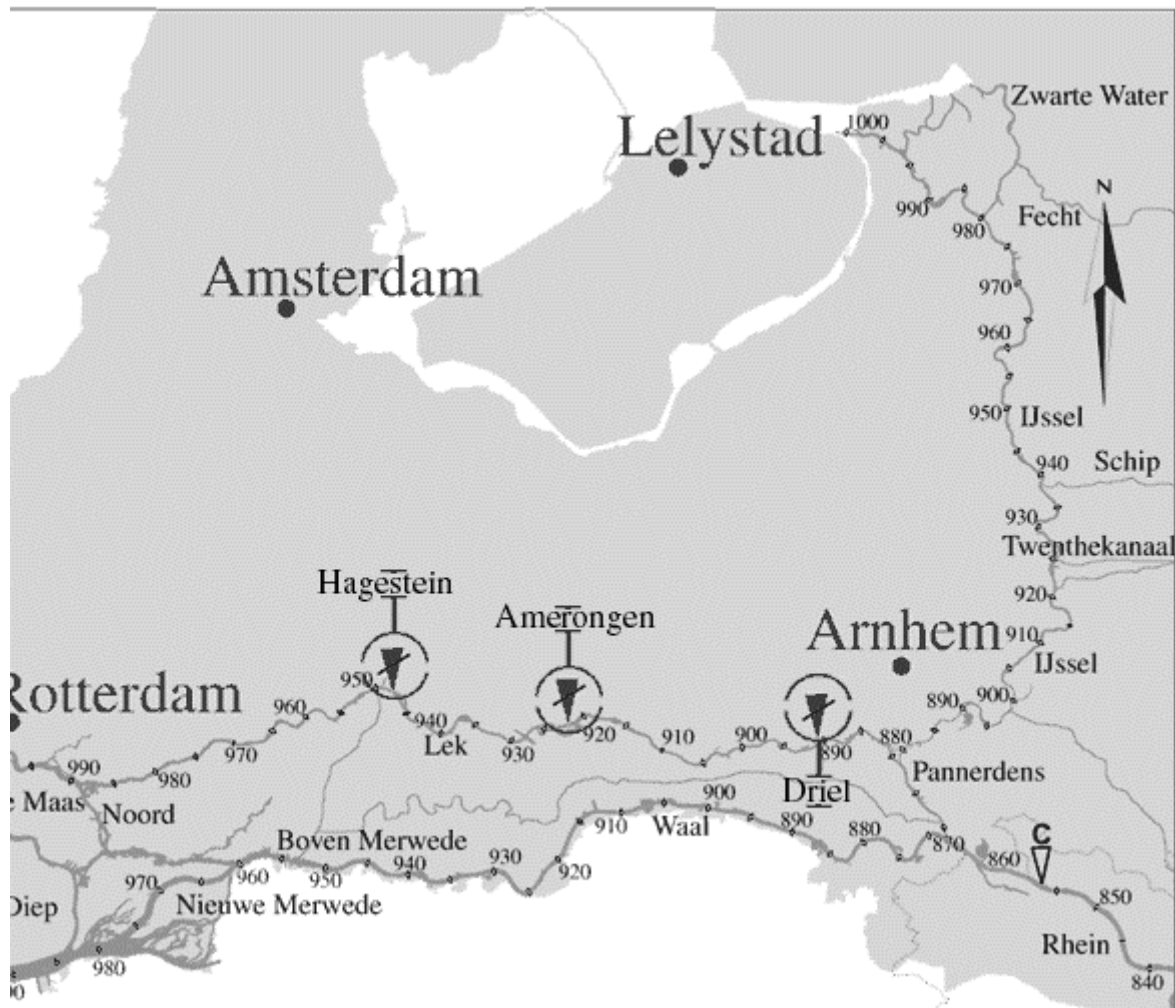 Zwarte Water
1000
Lelystad
N
990
Fecht
980
Amsterdam
970
960
950
IJssel
940
Schip
930
Twenthekanaal
Hagestein
920
Amerongen
Arnhem
910
IJssel
950
Rotterdam
960
940
920
890
900
Lek
930
910
900
890
880
970
990
980
Pannerdens
e Maas
Noord
Driel
900
Waal
910
890
880
870
C
Boven Merwede
930
860
960
950
940
920
970
850
Diep
Nieuwe Merwede
Rhein
980
840
00